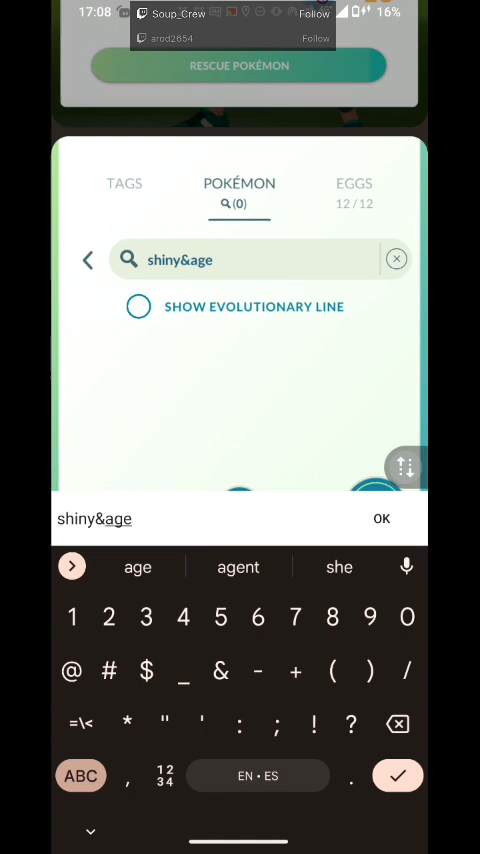 17:08
Soup_Crew Follow
16%
arod2654 Follow
RESCUE POKÉMON
TAGS POKÉMON EGGS
(0) 12/12
shiny&age
SHOW EVOLUTIONARY LINE
shiny&age OK
age agent she
1 2 3 4 5 6 7 8 9 0
@ # $ _ & - + ( ) /
=\< * " ' : ; ! ?
ABC , 12 34 EN • ES .